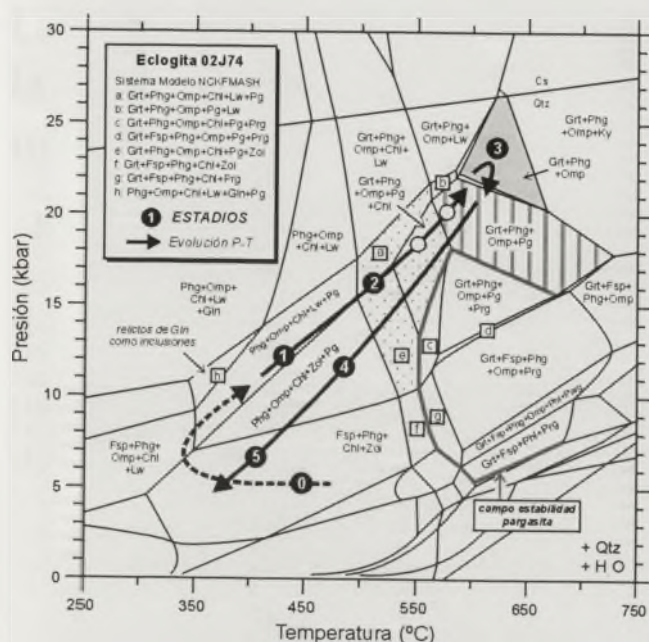 Eclogita 02J74
Sistema Modelo NCKFMASH
a: Grt+Phg+Omp+Chl+Lw+Pg
b: Grt+Phg+Omp+Pg+Lw
c: Grt+Phg+Omp+Chl+Pg+Prg
d: Grt+Fsp+Phg+Omp+Pg+Prg
e: Grt+Phg+Omp+Chl+Pg+Zoi
f: Grt+Fsp+Phg+Chl+Zoi
g: Grt+Fsp+Phg+Chl+Prg
h: Phg+Omp+Chl+Lw+Gln+Pg
1 ESTADIOS
Evolución P-T
Presión (kbar)
30
25
20
15
10
5
0
250
350
450
550
650
750
Temperatura (ºC)
Cs
Qtz
Grt+Phg
+Omp+Ky
Grt+Phg+
Omp+Lw
Grt+Phg+
Omp+Chl+
Lw
Grt+Phg+
Omp+Pg
+Chl
3
Grt+Phg
+Omp
b
Phg+Omp
+Chl+Lw
a
Grt+Phg+
Omp+Pg
Grt+Fsp+
Phg+Omp
Phg+Omp+
Chl+Lw
+Gln
2
Grt+Phg+
Omp+Pg
+Prg
relictos de Gln
como inclusiones
Phg+Omp+Chl+Lw+Pg
d
h
1
e
c
4
Grt+Fsp+Phg
+Omp+Prg
Phg+Omp+Chl+Zoi+Pg
Fsp+Phg+
Omp+Chl
+Lw
Fsp+Phg+
Chl+Zoi
f
g
Grt+Fsp+Phl+Prg
5
0
campo estabilidad
pargasita
+ Qtz
+ H O